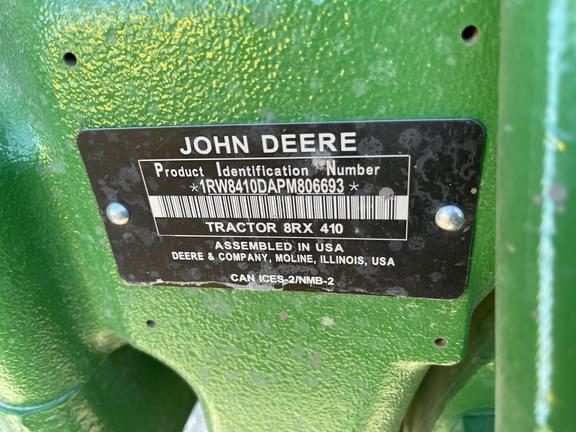 JOHN DEERE
Product Identification Number
*1RW8410DAPM806693*
TRACTOR 8RX 410
ASSEMBLED IN USA
DEERE & COMPANY, MOLINE, ILLINOIS, USA
CAN ICES-2/NMB-2